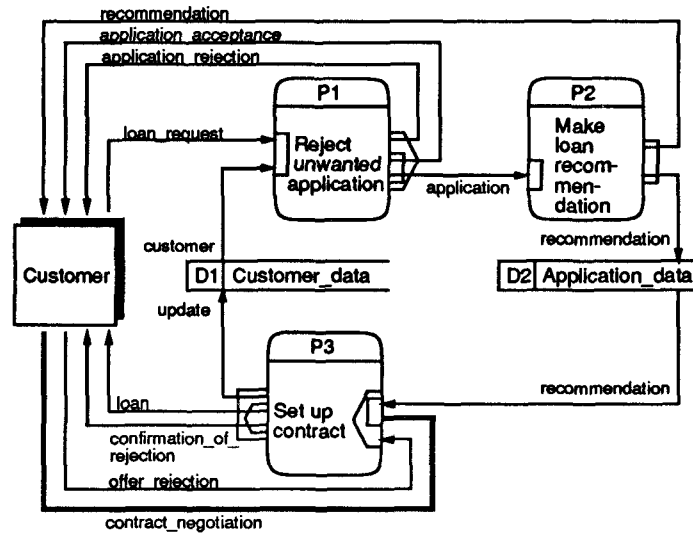 recommendation
application_acceptance
application_rejection
P1
P2
loan_request
Reject
unwanted
application
Make
loan
recom-
men-
dation
application
customer
recommendation
Customer
D1 Customer_data
D2 Application_data
update
P3
recommendation
loan
Set up
contract
confirmation_of_
rejection
offer_rejection
contract_negotiation